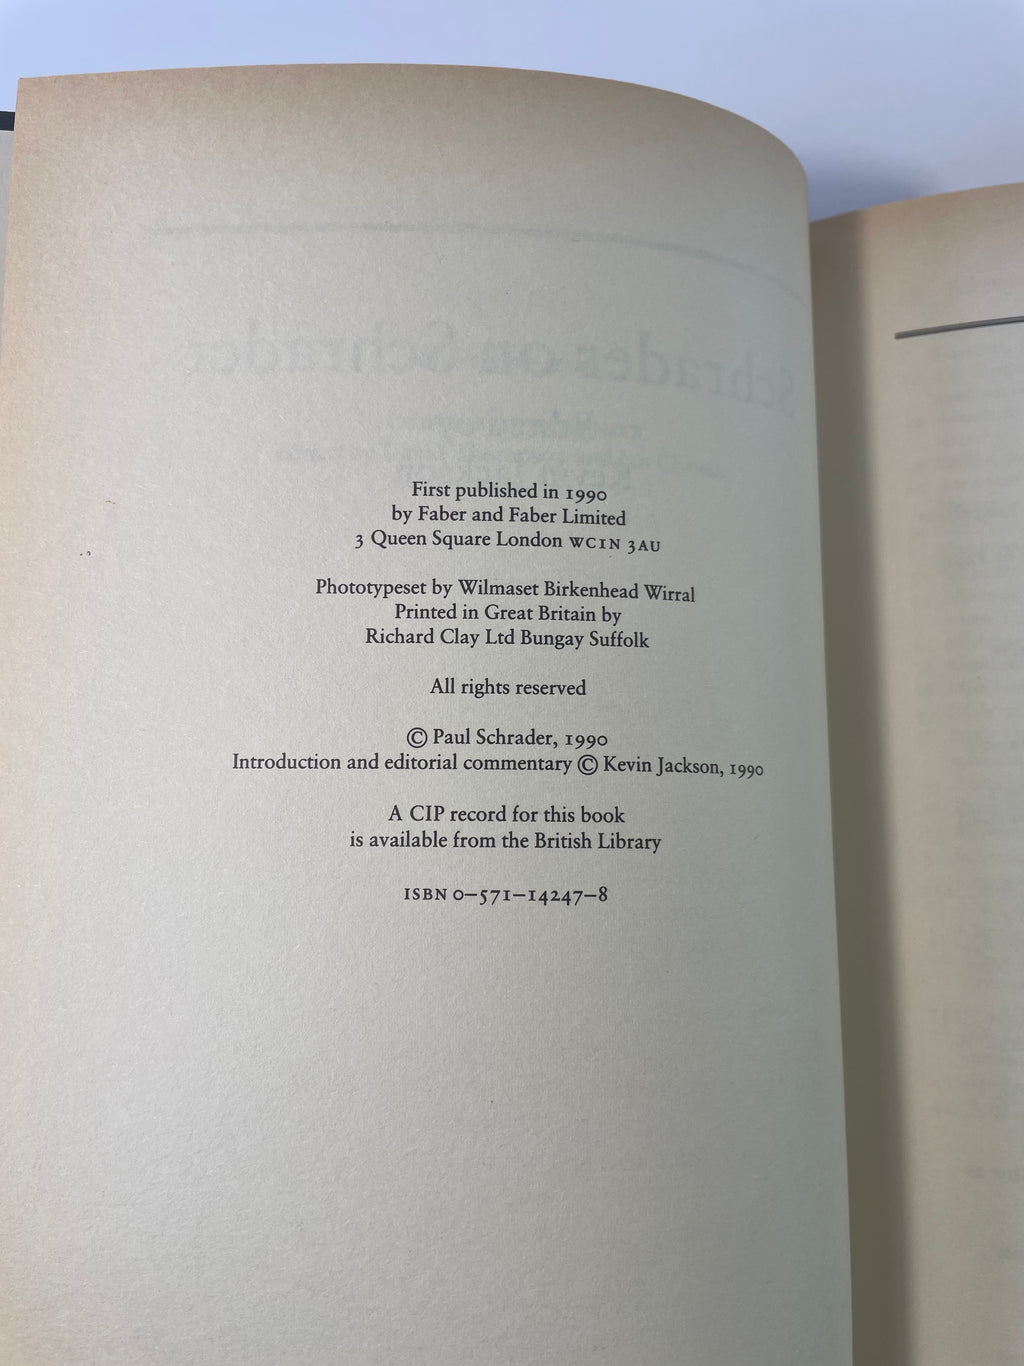 First published in 1990
by Faber and Faber Limited
3 Queen Square London WC1N 3AU
Phototypeset by Wilmaset Birkenhead Wirral
Printed in Great Britain by
Richard Clay Ltd Bungay Suffolk
All rights reserved
© Paul Schrader, 1990
Introduction and editorial commentary © Kevin Jackson, 1990
A CIP record for this book
is available from the British Library
ISBN 0–571–14247–8